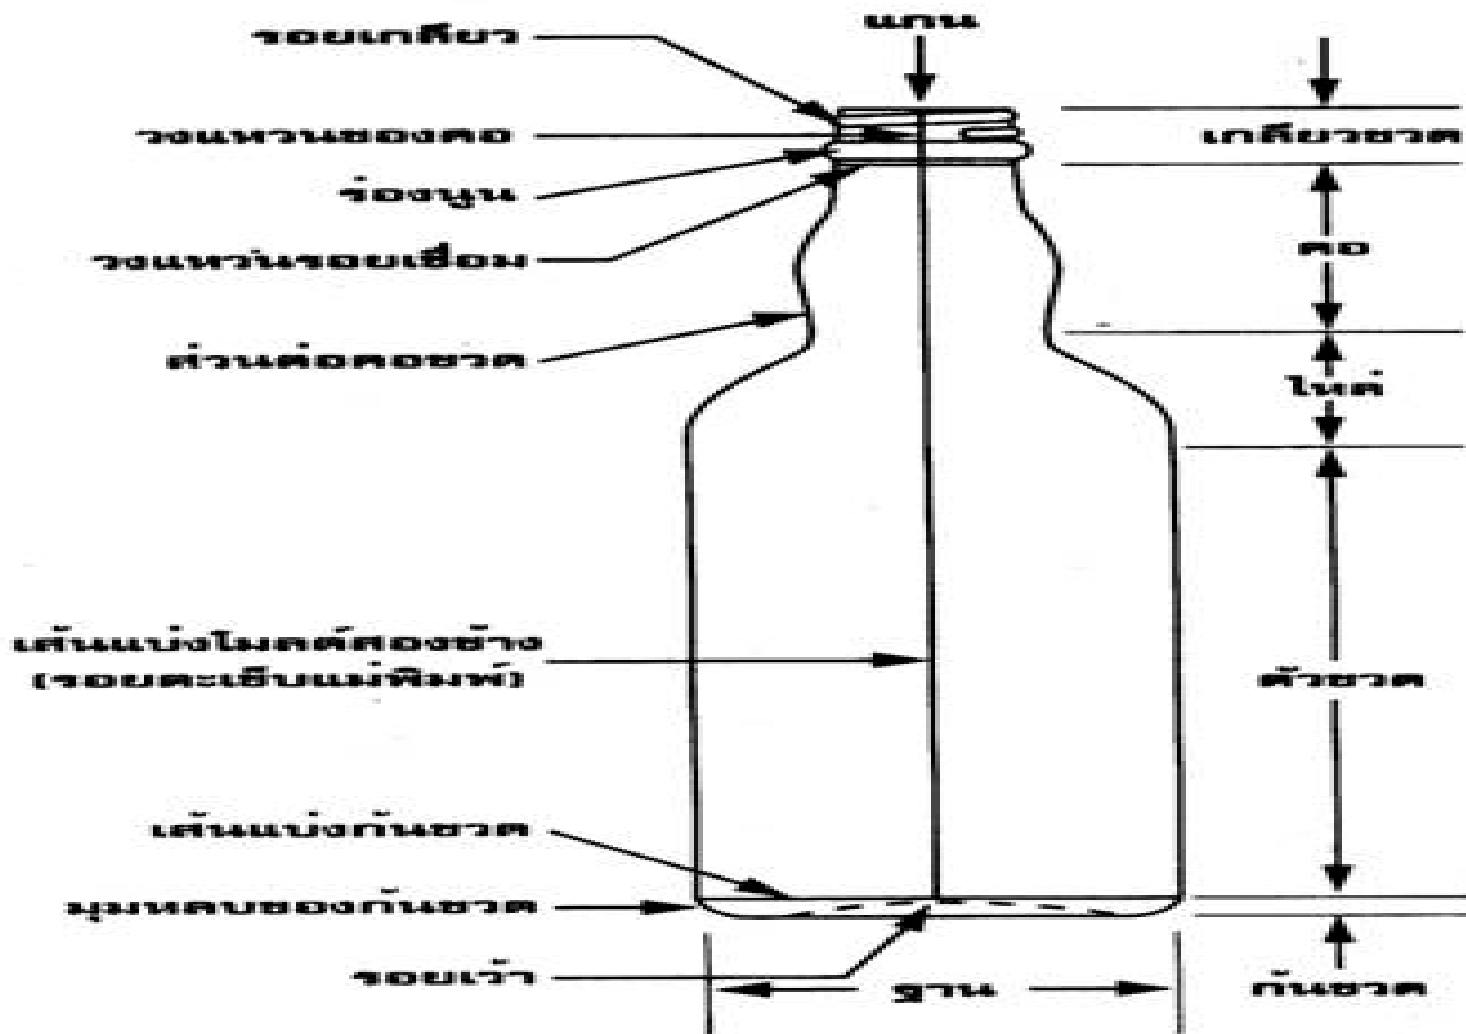 แกน
รอยเกลียว
วงแหวนของคอ
ร่องนูน
วงแหวนรอยเชื่อม
ส่วนต่อคอขวด
เส้นแบ่งโมลด์สองข้าง
(รอยตะเข็บแม่พิมพ์)
เส้นแบ่งก้นขวด
มุมหลบของก้นขวด
รอยเว้า
ฐาน
เกลียวขวด
คอ
ไหล่
ตัวขวด
ก้นขวด